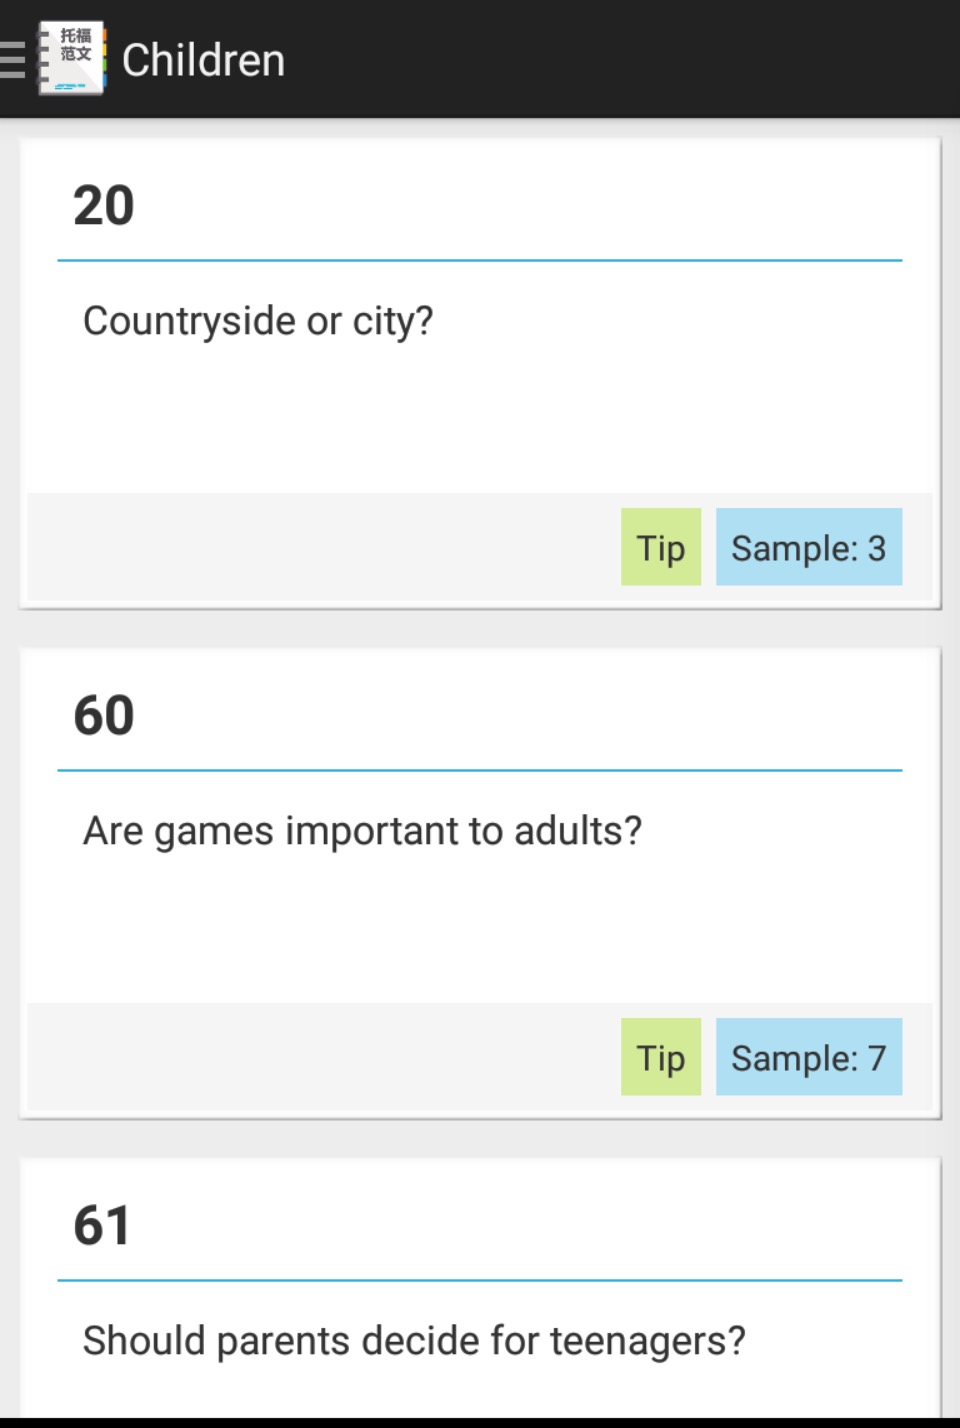 托福
范文
Children
20
Countryside or city?
Tip
Sample: 3
60
Are games important to adults?
Tip
Sample: 7
61
Should parents decide for teenagers?